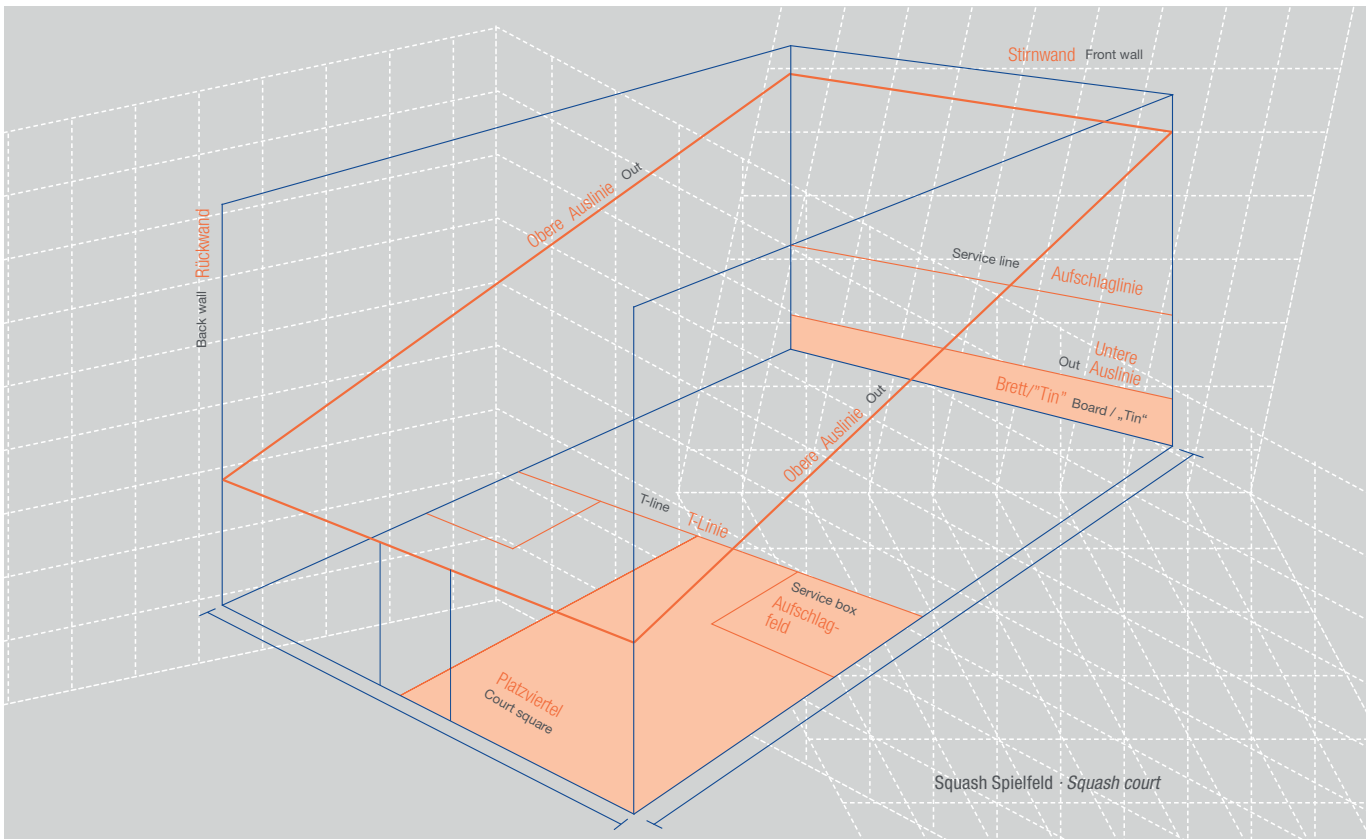 Stirnwand Front wall
Obere Auslinie Out
Back wall Rückwand
Service line
Aufschlaglinie
Out Untere
Auslinie
Brett/"Tin" Board / „Tin“
Obere Auslinie Out
T-line T-Linie
Service box
Aufschlag-
feld
Platzviertel
Court square
Squash Spielfeld · Squash court